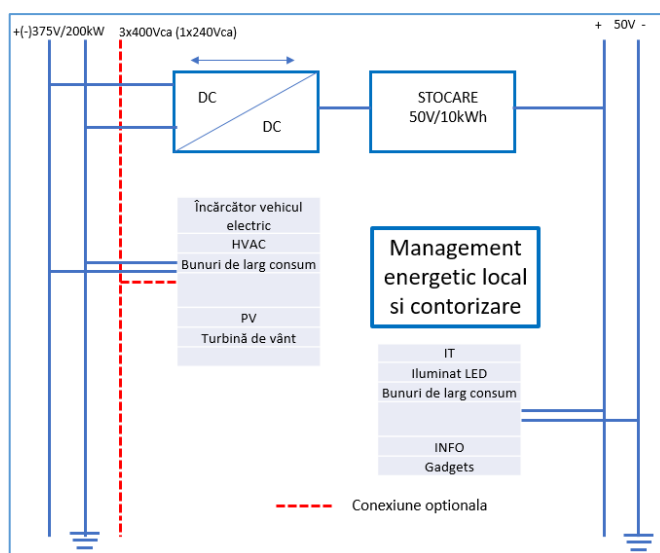 +(-)375V/200kW 3x400Vca (1x240Vca)
+ 50V -
DC
DC
STOCARE
50V/10kWh
Încărcător vehicul
electric
HVAC
Bunuri de larg consum
PV
Turbină de vânt
Management
energetic local
si contorizare
IT
Iluminat LED
Bunuri de larg consum
INFO
Gadgets
Conexiune optionala